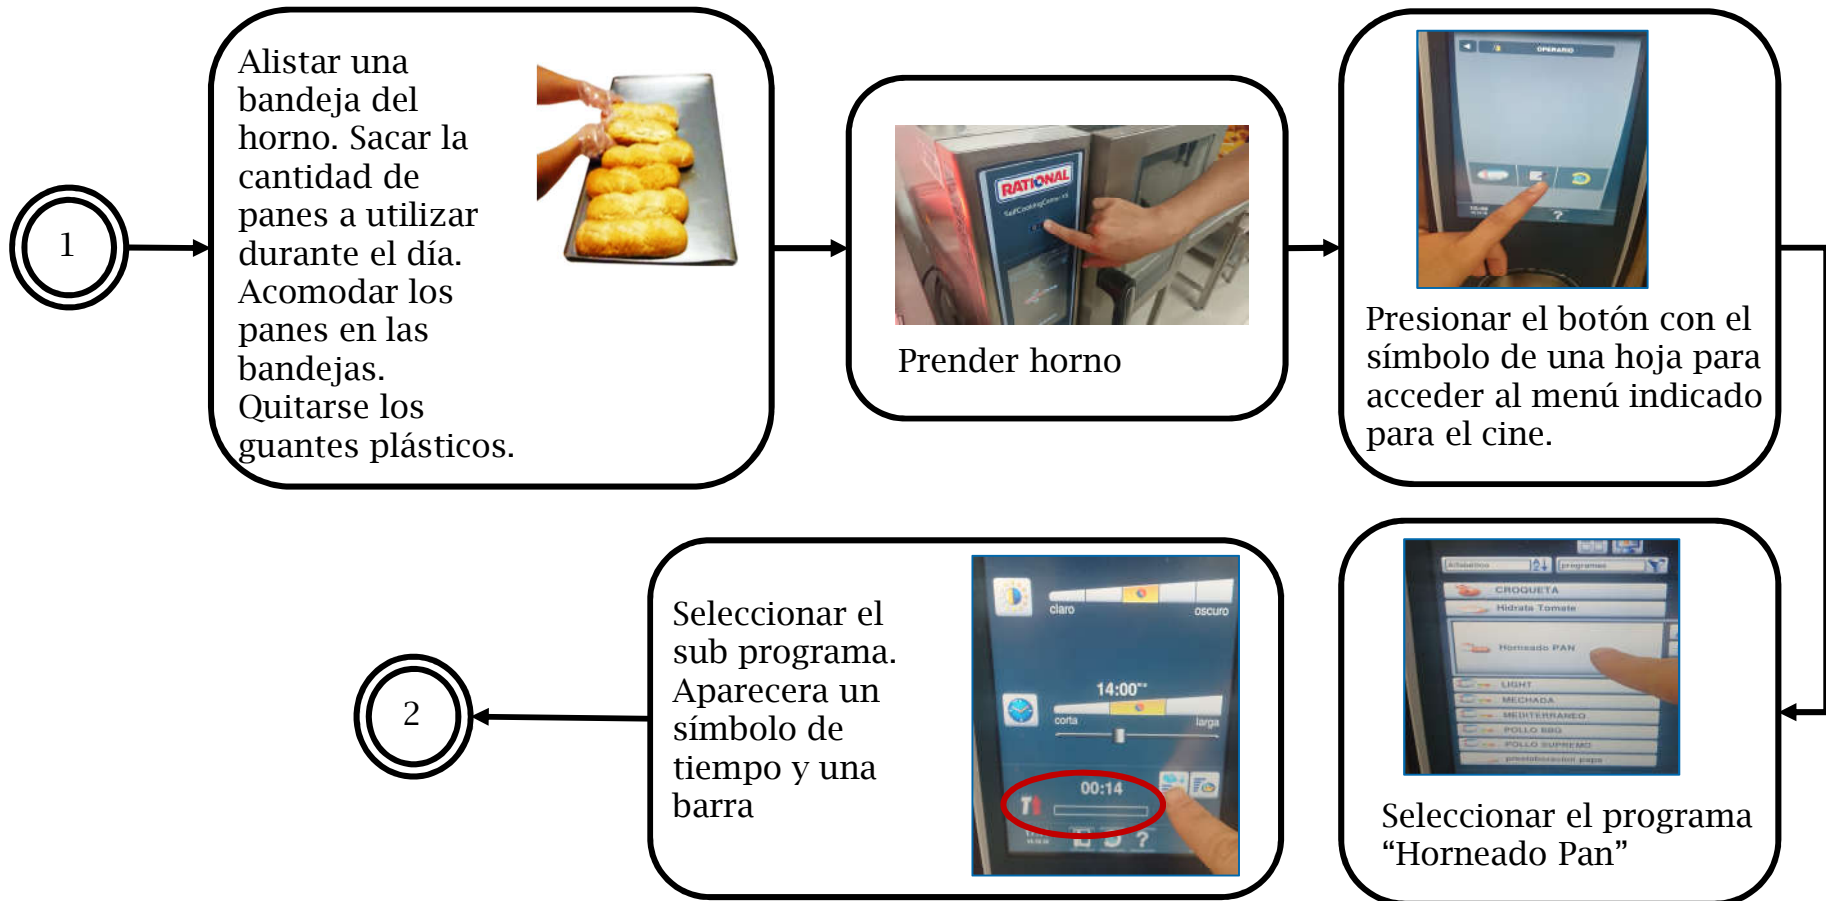 1
Alistar una
bandeja del
horno. Sacar la
cantidad de
panes a utilizar
durante el día.
Acomodar los
panes en las
bandejas.
Quitarse los
guantes plásticos.
RATIONAL
SelfCookingCenter
Prender horno
OPERARIO
?
Presionar el botón con el
símbolo de una hoja para
acceder al menú indicado
para el cine.
Alfabético
programas
CROQUETA
Hidrata Tomate
Horneado PAN
LIGHT
MECHADA
MEDITERRANEO
POLLO BBQ
POLLO SUPREMO
Seleccionar el programa
“Horneado Pan”
Seleccionar el
sub programa.
Aparecera un
símbolo de
tiempo y una
barra
claro
oscuro
14:00
corta
larga
00:14
?
2